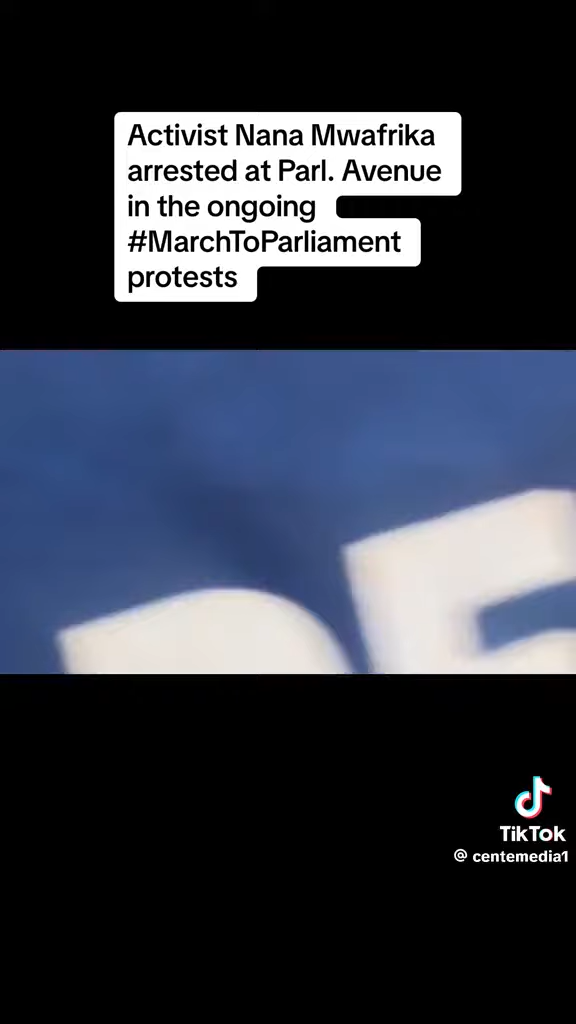 Activist Nana Mwafrika
arrested at Parl. Avenue
in the ongoing
#MarchToParliament
protests
TikTok
@ centemedia1